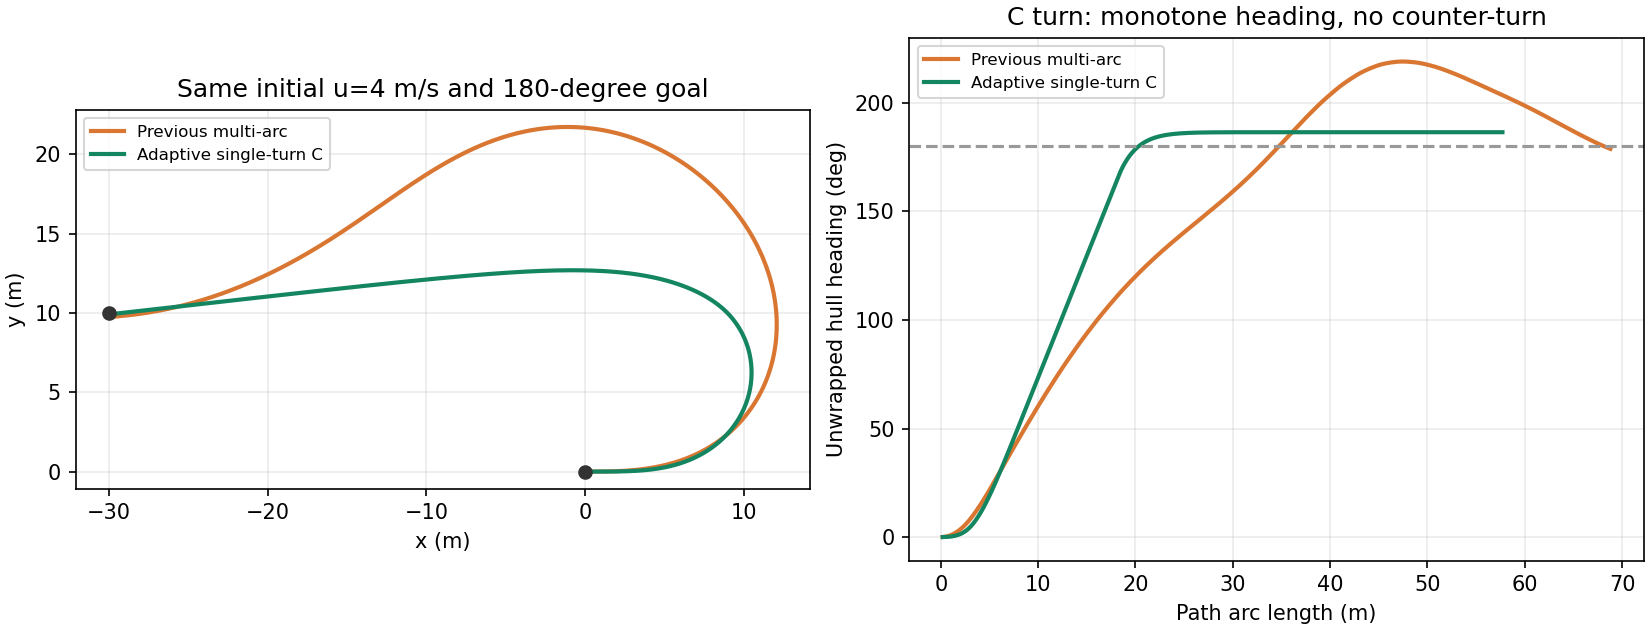 Same initial u=4 m/s and 180-degree goal
Previous multi-arc
Adaptive single-turn C
y (m)
20
15
10
5
0
−30
−20
−10
0
10
x (m)
C turn: monotone heading, no counter-turn
Previous multi-arc
Adaptive single-turn C
Unwrapped hull heading (deg)
200
150
100
50
0
0
10
20
30
40
50
60
70
Path arc length (m)